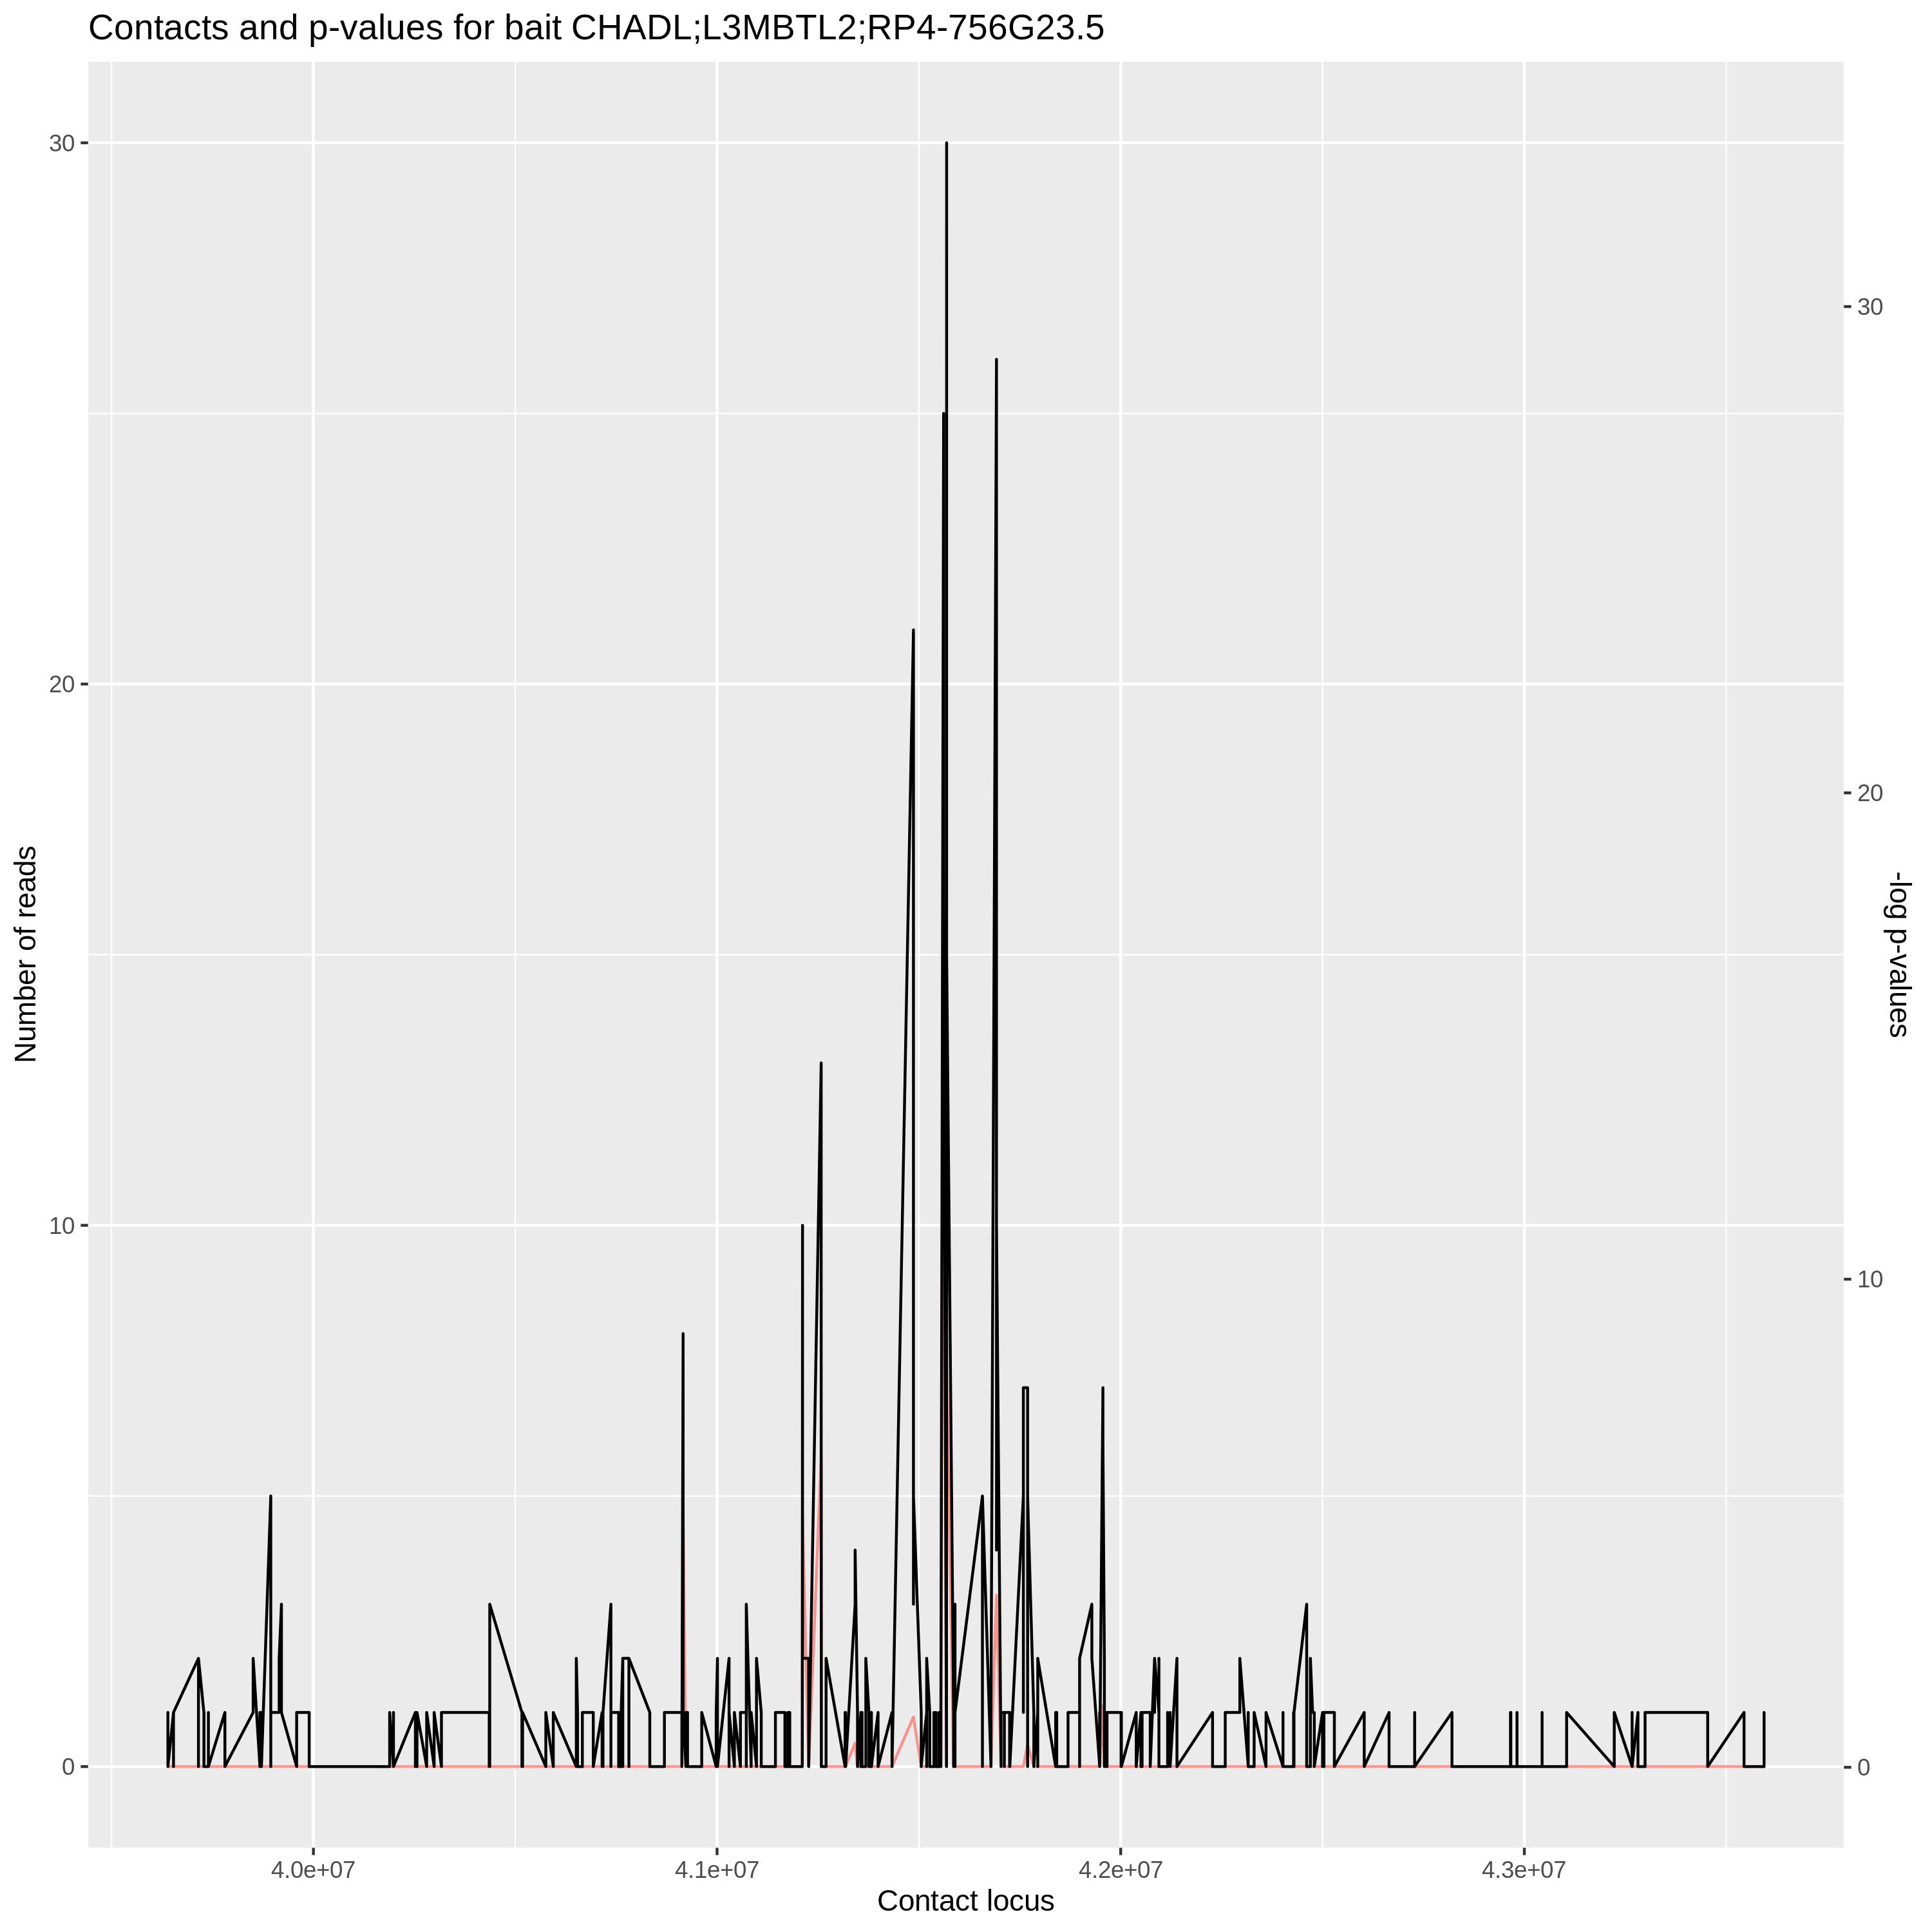 Contacts and p-values for bait CHADL;L3MBTL2;RP4-756G23.5
30
20
10
0
Number of reads
30
20
10
0
-log p-values
4.0e+07
4.1e+07
4.2e+07
4.3e+07
Contact locus